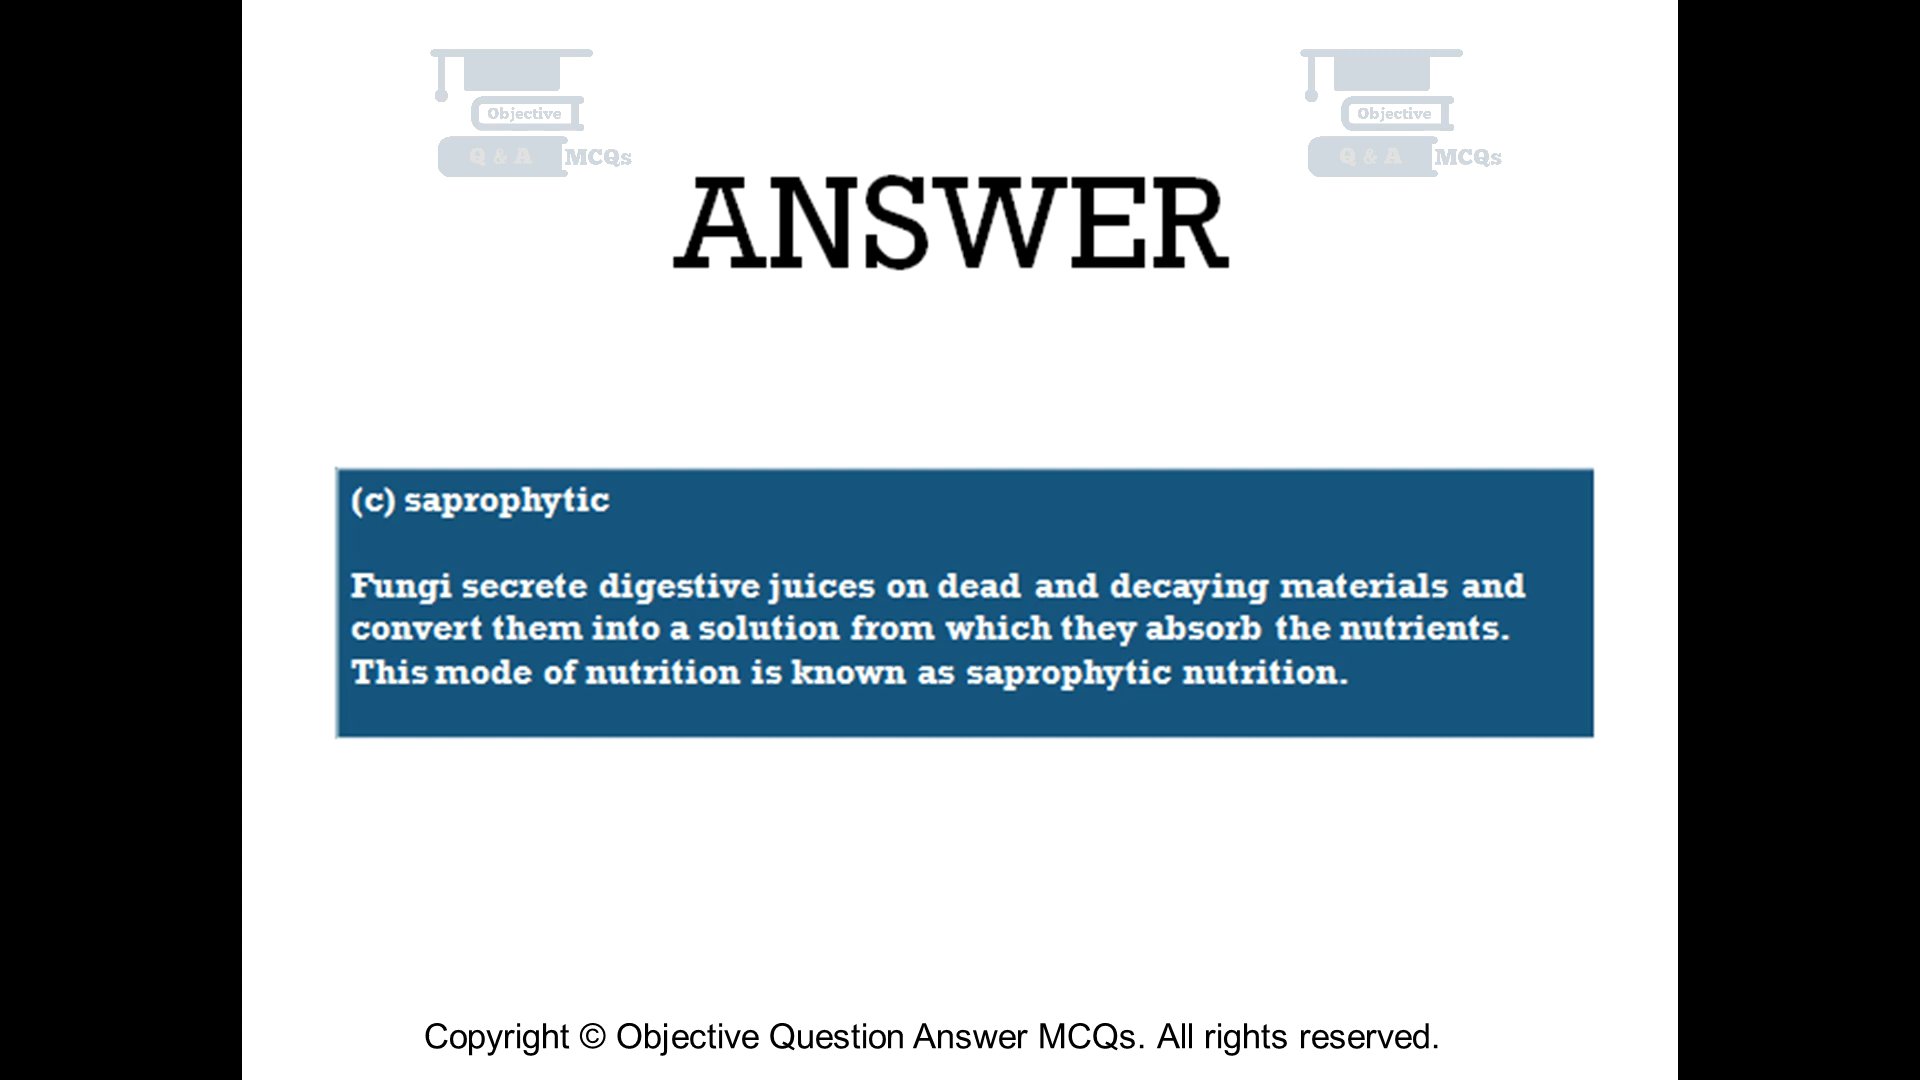 Objective
Q & A MCQs
Objective
Q & A MCQs
ANSWER
(c) saprophytic
Fungi secrete digestive juices on dead and decaying materials and
convert them into a solution from which they absorb the nutrients.
This mode of nutrition is known as saprophytic nutrition.
Copyright © Objective Question Answer MCQs. All rights reserved.